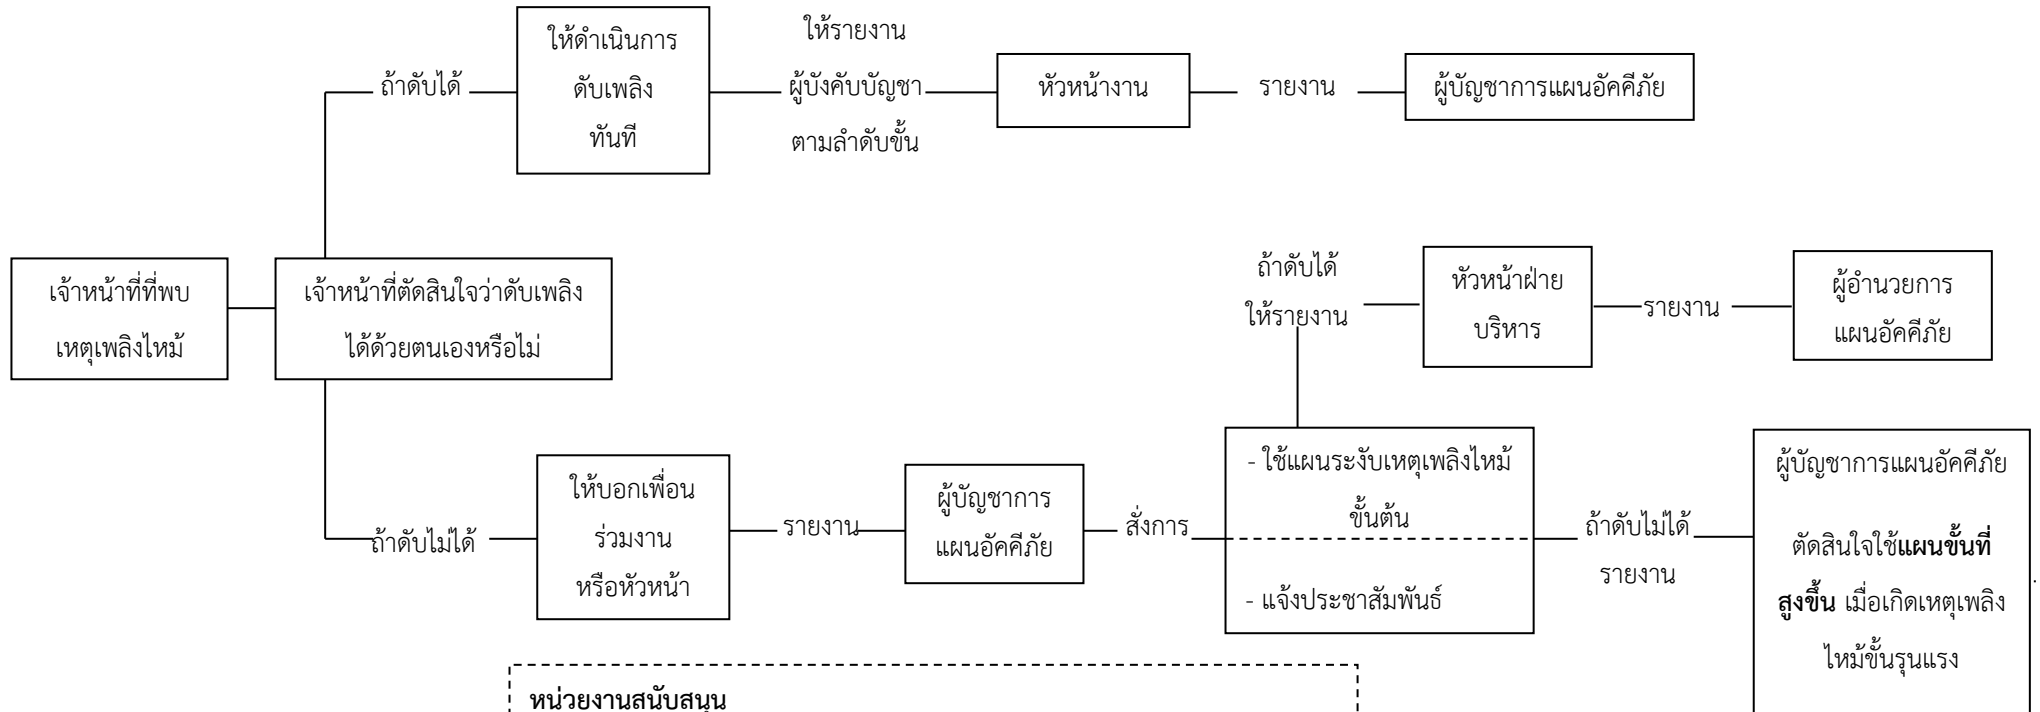 ถ้าดับได้
ให้ดำเนินการ
ดับเพลิง
ทันที
ให้รายงาน
ผู้บังคับบัญชา
ตามลำดับขั้น
หัวหน้างาน
รายงาน
ผู้บัญชาการแผนอัคคีภัย
เจ้าหน้าที่ที่พบ
เหตุเพลิงไหม้
เจ้าหน้าที่ตัดสินใจว่าดับเพลิง
ได้ด้วยตนเองหรือไม่
ถ้าดับได้
ให้รายงาน
หัวหน้าฝ่าย
บริหาร
รายงาน
ผู้อำนวยการ
แผนอัคคีภัย
ถ้าดับไม่ได้
ให้บอกเพื่อน
ร่วมงาน
หรือหัวหน้า
รายงาน
ผู้บัญชาการ
แผนอัคคีภัย
สั่งการ
- ใช้แผนระงับเหตุเพลิงไหม้
ขั้นต้น
- แจ้งประชาสัมพันธ์
ถ้าดับไม่ได้
รายงาน
ผู้บัญชาการแผนอัคคีภัย
ตัดสินใจใช้แผนขั้นที่
สูงขึ้น เมื่อเกิดเหตุเพลิง
ไหม้ขั้นรุนแรง
หน่วยงานสนับสนุน